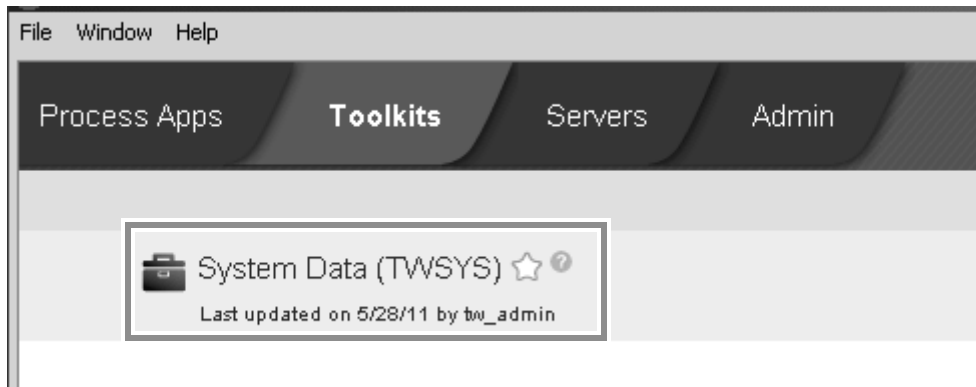 File Window Help
Process Apps Toolkits Servers Admin
System Data (TWSYS) ?
Last updated on 5/28/11 by tw_admin